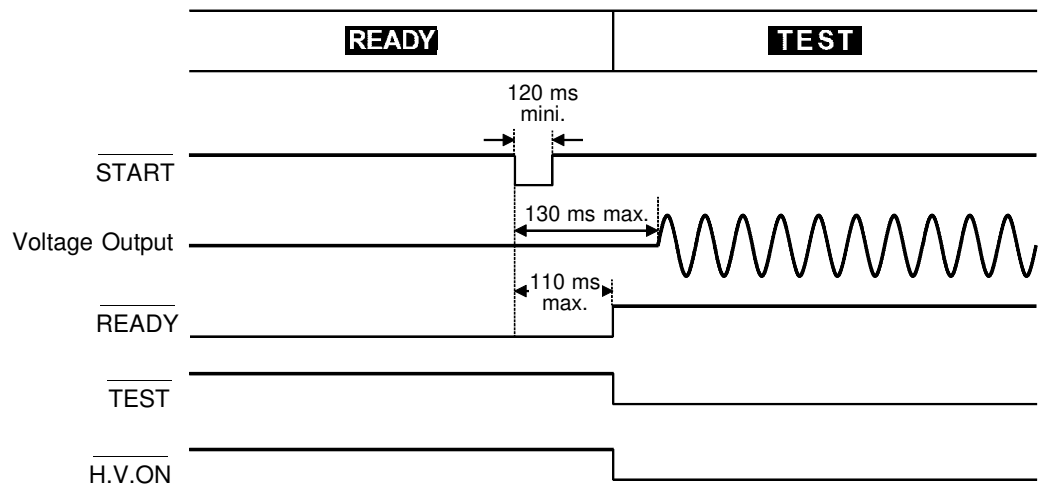 READY TEST
120 ms
mini.
START
130 ms max.
Voltage Output
110 ms
max.
READY
TEST
H.V.ON